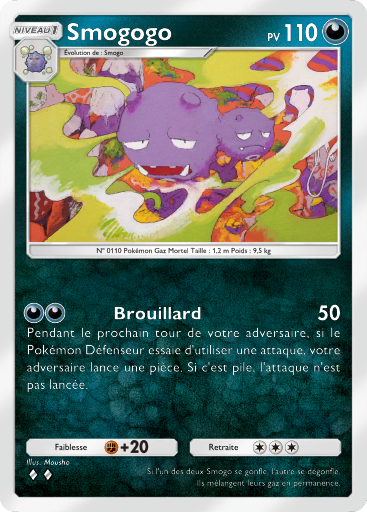 NIVEAU 1
Smogogo
PV 110
Évolution de : Smogo
N° 0110 Pokémon Gaz Mortel Taille : 1,2 m Poids : 9,5 kg
Brouillard 50
Pendant le prochain tour de votre adversaire, si le
Pokémon Défenseur essaie d'utiliser une attaque, votre
adversaire lance une pièce. Si c'est pile, l'attaque n'est
pas lancée.
Faiblesse +20 Retraite
Illus. Mousho
Si l'un des deux Smogo se gonfle, l'autre se dégonfle.
Ils mélangent leurs gaz en permanence.